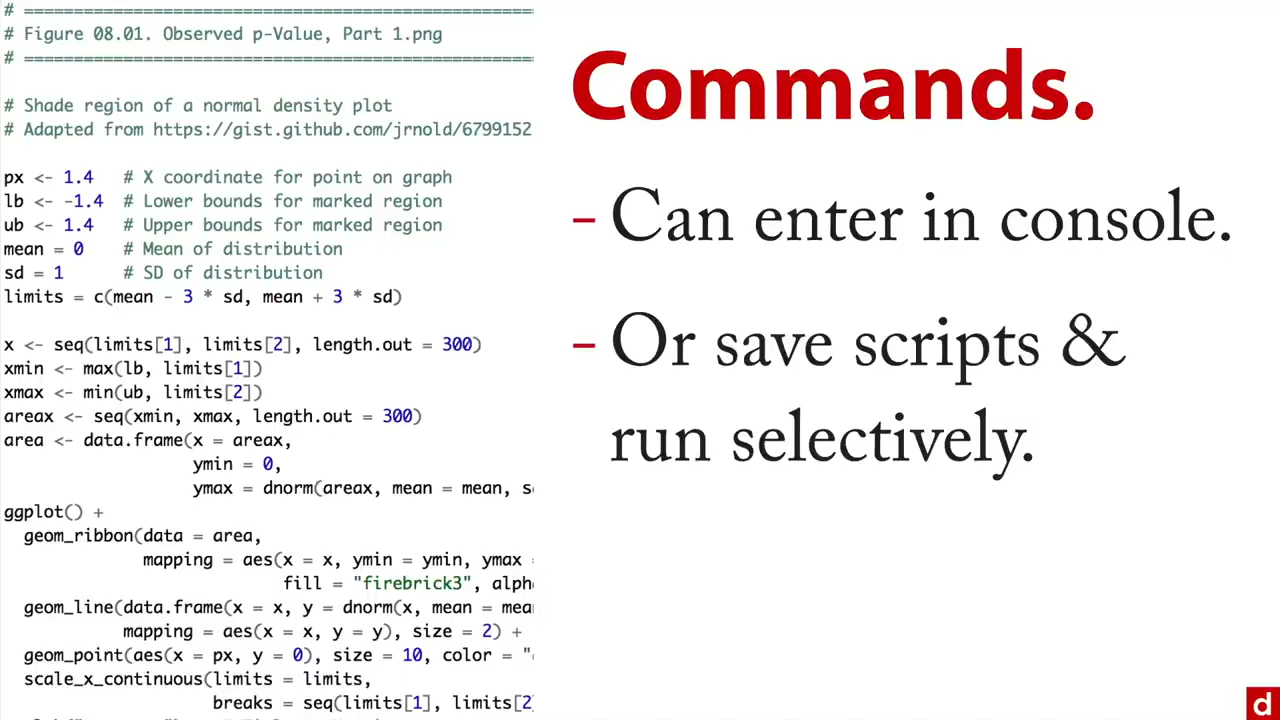 # ====================================================
# Figure 08.01. Observed p-Value, Part 1.png
# ====================================================
# Shade region of a normal density plot
# Adapted from https://gist.github.com/jrnold/6799152
px <- 1.4   # X coordinate for point on graph
lb <- -1.4  # Lower bounds for marked region
ub <- 1.4   # Upper bounds for marked region
mean = 0    # Mean of distribution
sd = 1      # SD of distribution
limits = c(mean - 3 * sd, mean + 3 * sd)
x <- seq(limits[1], limits[2], length.out = 300)
xmin <- max(lb, limits[1])
xmax <- min(ub, limits[2])
areax <- seq(xmin, xmax, length.out = 300)
area <- data.frame(x = areax,
                   ymin = 0,
                   ymax = dnorm(areax, mean = mean, s
ggplot() +
  geom_ribbon(data = area,
              mapping = aes(x = x, ymin = ymin, ymax =
                            fill = "firebrick3", alph
  geom_line(data.frame(x = x, y = dnorm(x, mean = mea
            mapping = aes(x = x, y = y), size = 2) +
  geom_point(aes(x = px, y = 0), size = 10, color = "
  scale_x_continuous(limits = limits,
                     breaks = seq(limits[1], limits[2]
Commands.
– Can enter in console.
– Or save scripts &
run selectively.
d